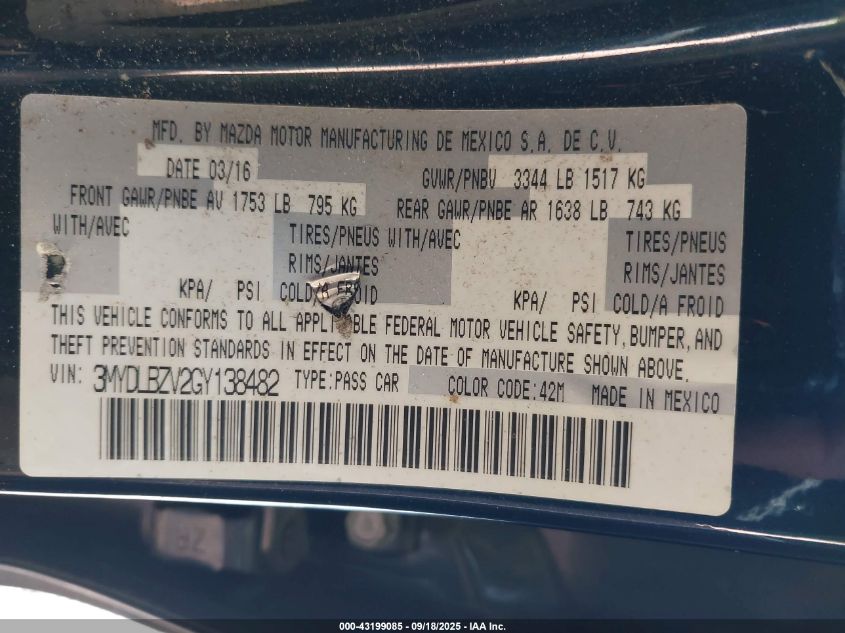 MFD. BY MAZDA MOTOR MANUFACTURING DE MEXICO S.A. DE C.V.
DATE 03/16 GVWR/PNBV 3344 LB 1517 KG
FRONT GAWR/PNBE AV 1753 LB 795 KG REAR GAWR/PNBE AR 1638 LB 743 KG
WITH/AVEC TIRES/PNEUS WITH/AVEC TIRES/PNEUS
RIMS/JANTES RIMS/JANTES
KPA/ PSI COLD/A FROID KPA/ PSI COLD/A FROID
THIS VEHICLE CONFORMS TO ALL APPLICABLE FEDERAL MOTOR VEHICLE SAFETY, BUMPER, AND
THEFT PREVENTION STANDARDS IN EFFECT ON THE DATE OF MANUFACTURE SHOWN ABOVE.
VIN: 3MYDLBZV2GY138482 TYPE:PASS CAR COLOR CODE:42M MADE IN MEXICO
000-43199085 - 09/18/2025 - IAA Inc.